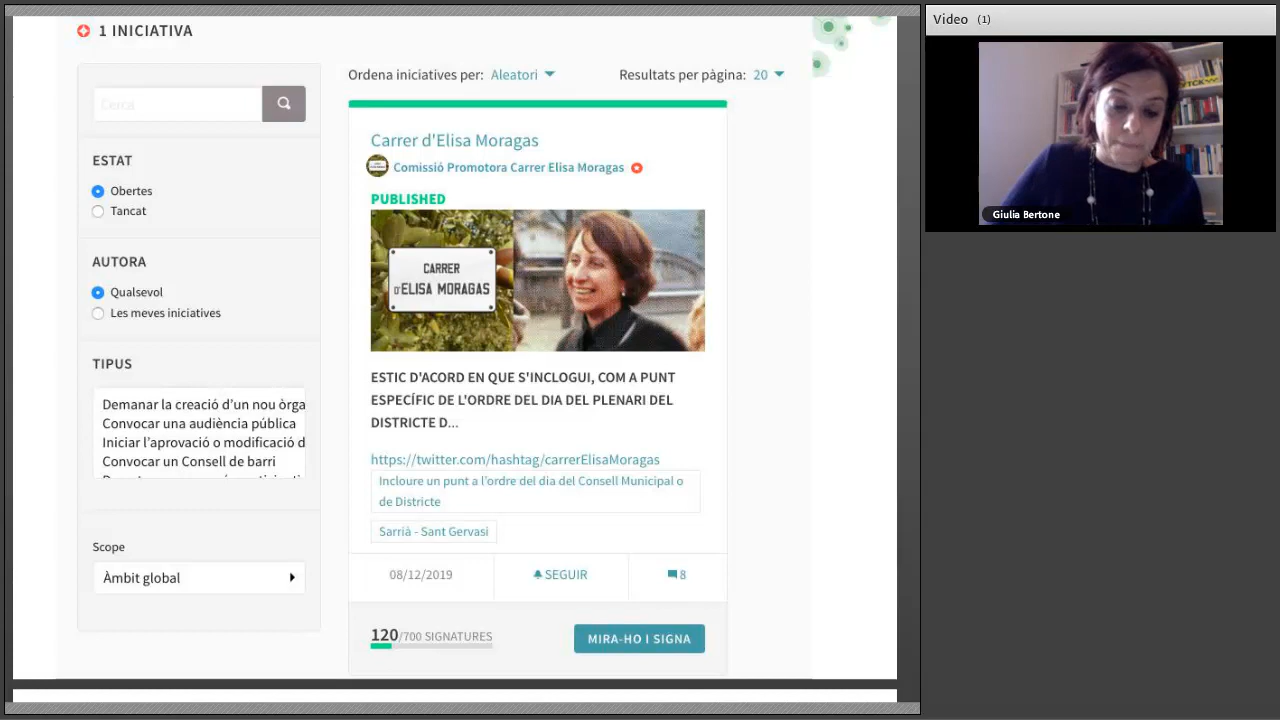 1 INICIATIVA
Cerca
ESTAT
Obertes
Tancat
AUTORA
Qualsevol
Les meves iniciatives
TIPUS
Demanar la creació d'un nou òrga
Convocar una audiència pública
Iniciar l'aprovació o modificació d
Convocar un Consell de barri
Scope
Àmbit global
Ordena iniciatives per: Aleatori
Resultats per pàgina: 20
Carrer d'Elisa Moragas
Comissió Promotora Carrer Elisa Moragas
PUBLISHED
CARRER
D'ELISA MORAGAS
ESTIC D'ACORD EN QUE S'INCLOGUI, COM A PUNT
ESPECÍFIC DE L'ORDRE DEL DIA DEL PLENARI DEL
DISTRICTE D...
https://twitter.com/hashtag/carrerElisaMoragas
Incloure un punt a l'ordre del dia del Consell Municipal o
de Districte
Sarrià - Sant Gervasi
08/12/2019
SEGUIR
8
120/700 SIGNATURES
MIRA-HO I SIGNA
Video (1)
Giulia Bertone